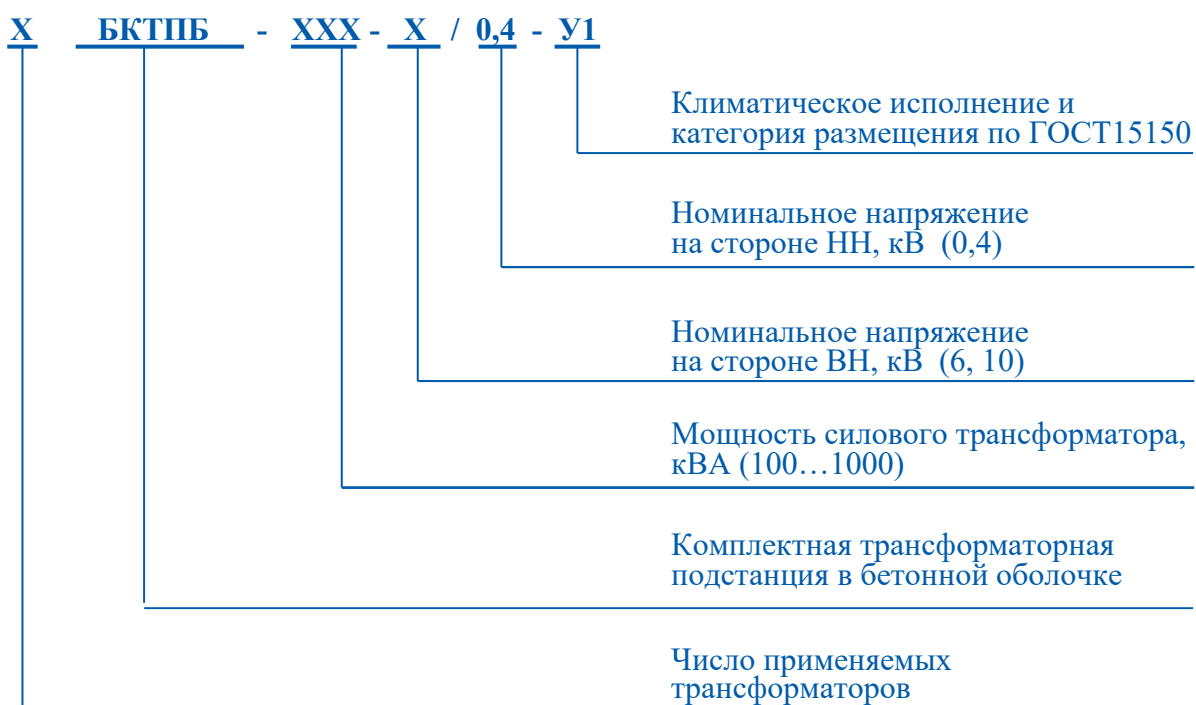 Х БКТПБ - ХХХ - Х / 0,4 - У1
Климатическое исполнение и
категория размещения по ГОСТ15150
Номинальное напряжение
на стороне НН, кВ (0,4)
Номинальное напряжение
на стороне ВН, кВ (6, 10)
Мощность силового трансформатора,
кВА (100…1000)
Комплектная трансформаторная
подстанция в бетонной оболочке
Число применяемых
трансформаторов